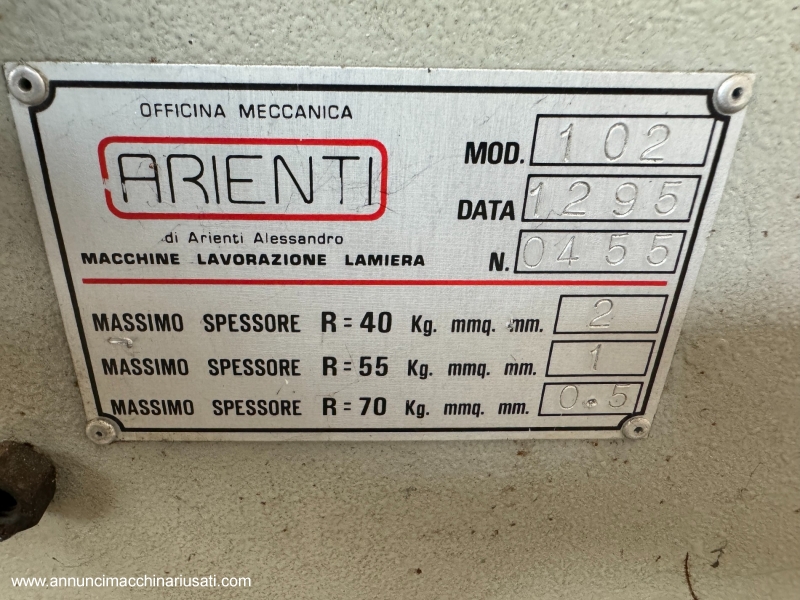 OFFICINA MECCANICA
ARIENTI
di Arienti Alessandro
MACCHINE LAVORAZIONE LAMIERA
MOD. 102
DATA 1295
N. 0455
MASSIMO SPESSORE R=40 Kg. mmq. mm. 2
MASSIMO SPESSORE R=55 Kg. mmq. mm. 1
MASSIMO SPESSORE R=70 Kg. mmq. mm. 0.5
www.annuncimacchinariusati.com